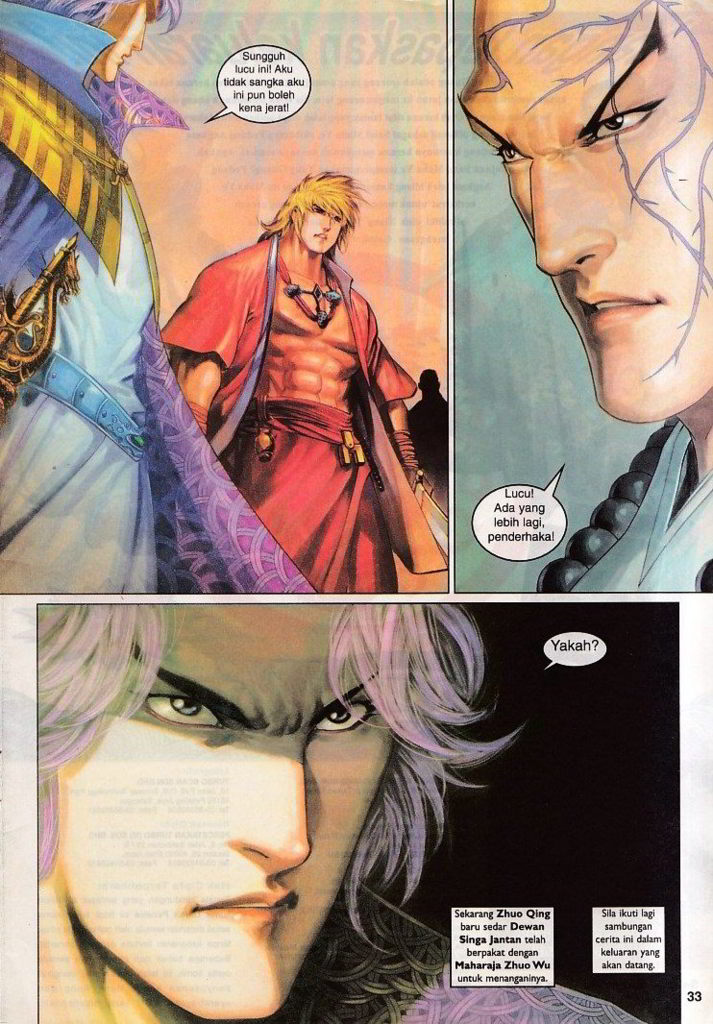 Sungguh
lucu ini! Aku
tidak sangka aku
ini pun boleh
kena jerat!
Lucu!
Ada yang
lebih lagi,
penderhaka!
Yakah?
Sekarang Zhuo Qing
baru sedar Dewan
Singa Jantan telah
berpakat dengan
Maharaja Zhuo Wu
untuk menanganinya.
Sila ikuti lagi
sambungan
cerita ini dalam
keluaran yang
akan datang.
33